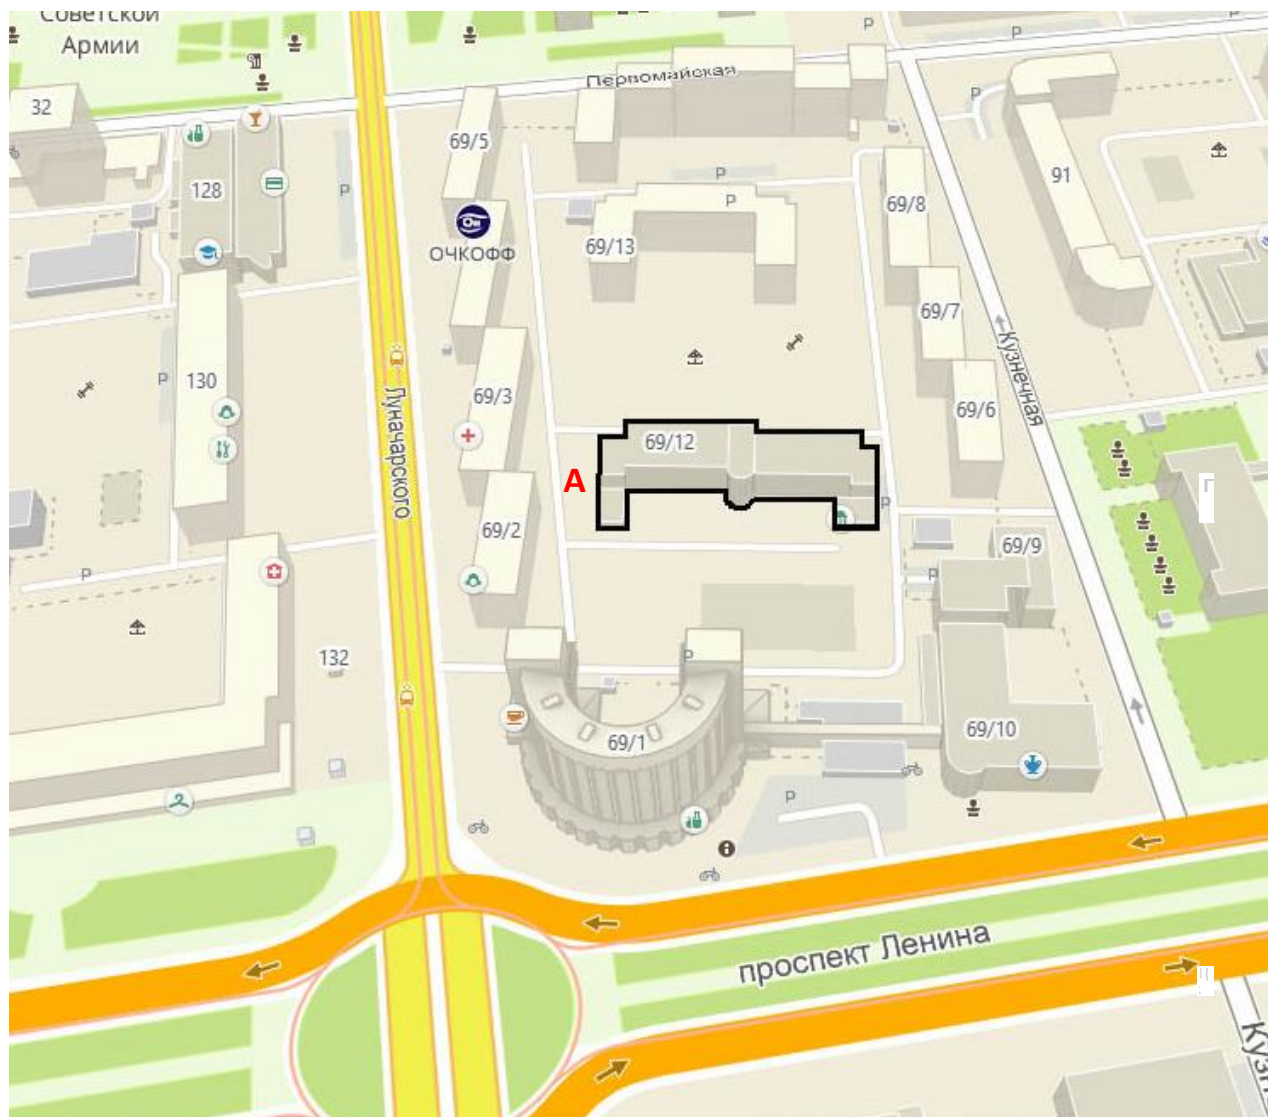 Советской
Армии
P
P
P
32
Первомайская
P
69/5
128
P
P
P
69/8
91
ОЧКОФФ
69/13
69/7
Кузнечная
130
P
69/3
69/6
Луначарского
69/12
А
P
69/2
69/9
P
P
132
P
69/1
69/10
P
проспект Ленина